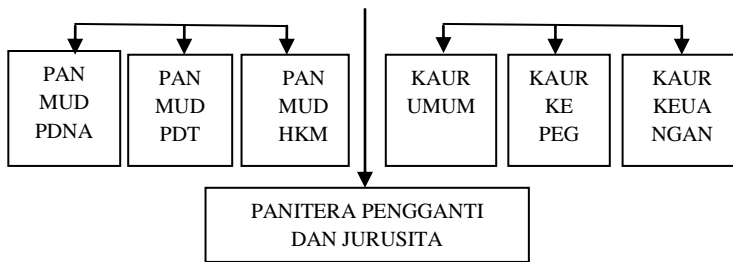 PAN
MUD
PDNA
PAN
MUD
PDT
PAN
MUD
HKM
KAUR
UMUM
KAUR
KE
PEG
KAUR
KEUA
NGAN
PANITERA PENGGANTI
DAN JURUSITA